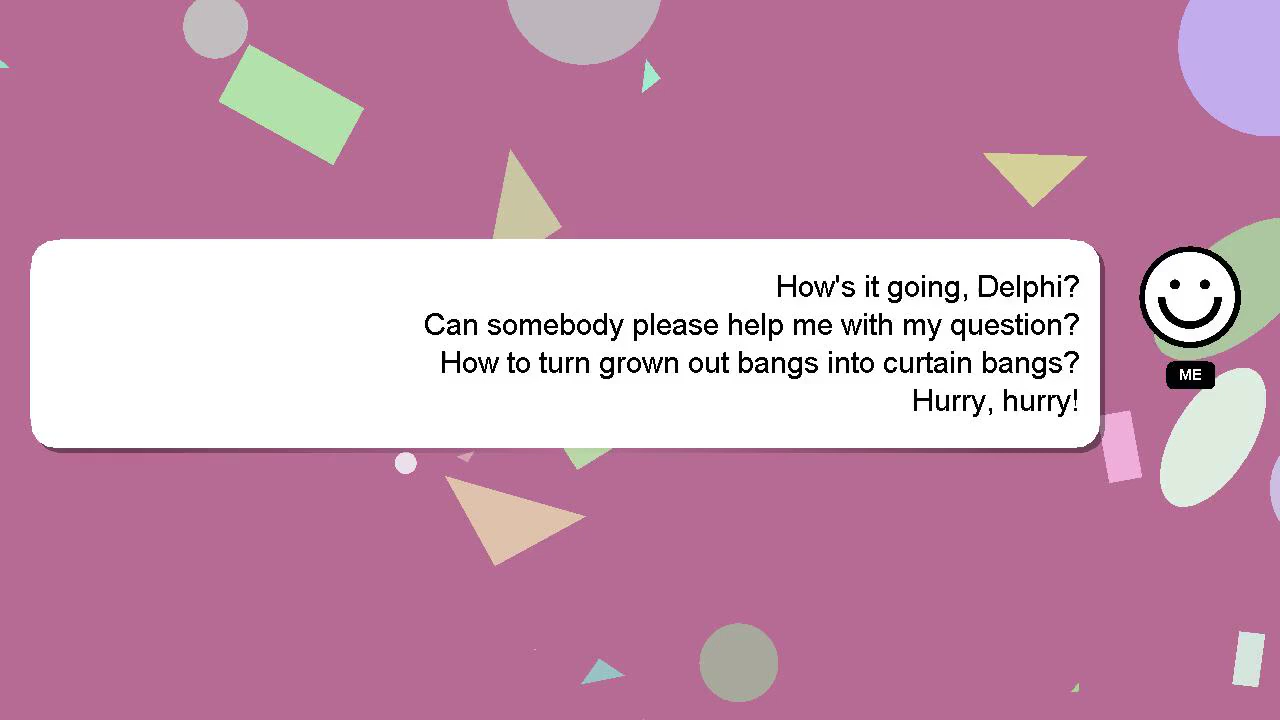 How's it going, Delphi?
Can somebody please help me with my question?
How to turn grown out bangs into curtain bangs?
Hurry, hurry!
ME